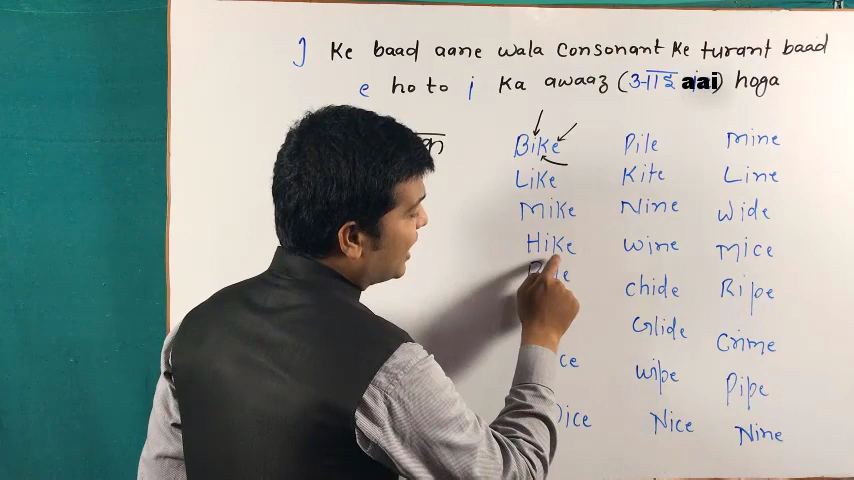 I Ke baad aane wala consonant ke turant baad
e ho to i ka awaaz (आई aai) hoga
Bike Pile Mine
Like Kite Line
Mike Nine Wide
Hike Wine Mice
chide Ripe
Glide Crime
wipe Pipe
Nice Nine